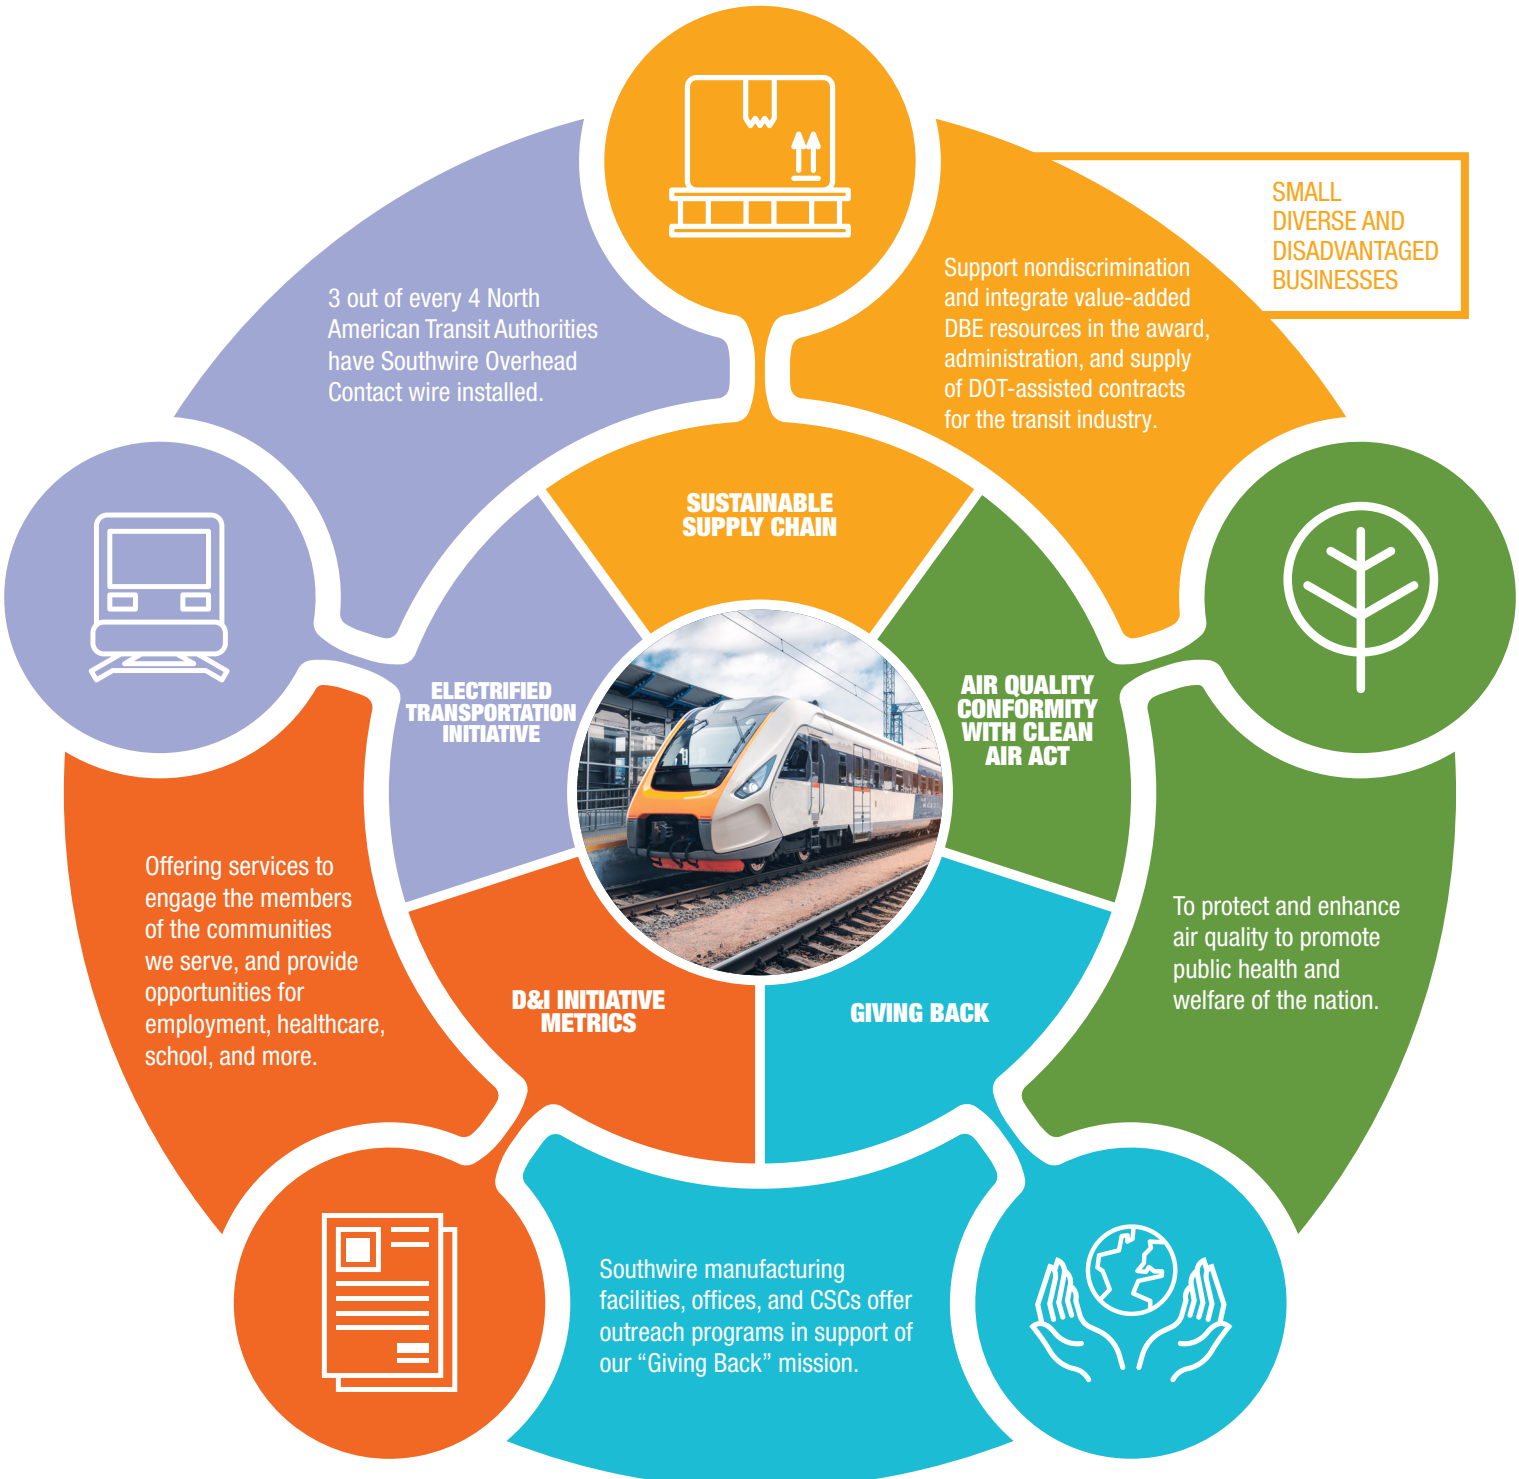 SMALL
DIVERSE AND
DISADVANTAGED
BUSINESSES
3 out of every 4 North
American Transit Authorities
have Southwire Overhead
Contact wire installed.
Support nondiscrimination
and integrate value-added
DBE resources in the award,
administration, and supply
of DOT-assisted contracts
for the transit industry.
SUSTAINABLE
SUPPLY CHAIN
ELECTRIFIED
TRANSPORTATION
INITIATIVE
AIR QUALITY
CONFORMITY
WITH CLEAN
AIR ACT
Offering services to
engage the members
of the communities
we serve, and provide
opportunities for
employment, healthcare,
school, and more.
To protect and enhance
air quality to promote
public health and
welfare of the nation.
D&I INITIATIVE
METRICS
GIVING BACK
Southwire manufacturing
facilities, offices, and CSCs offer
outreach programs in support of
our “Giving Back” mission.